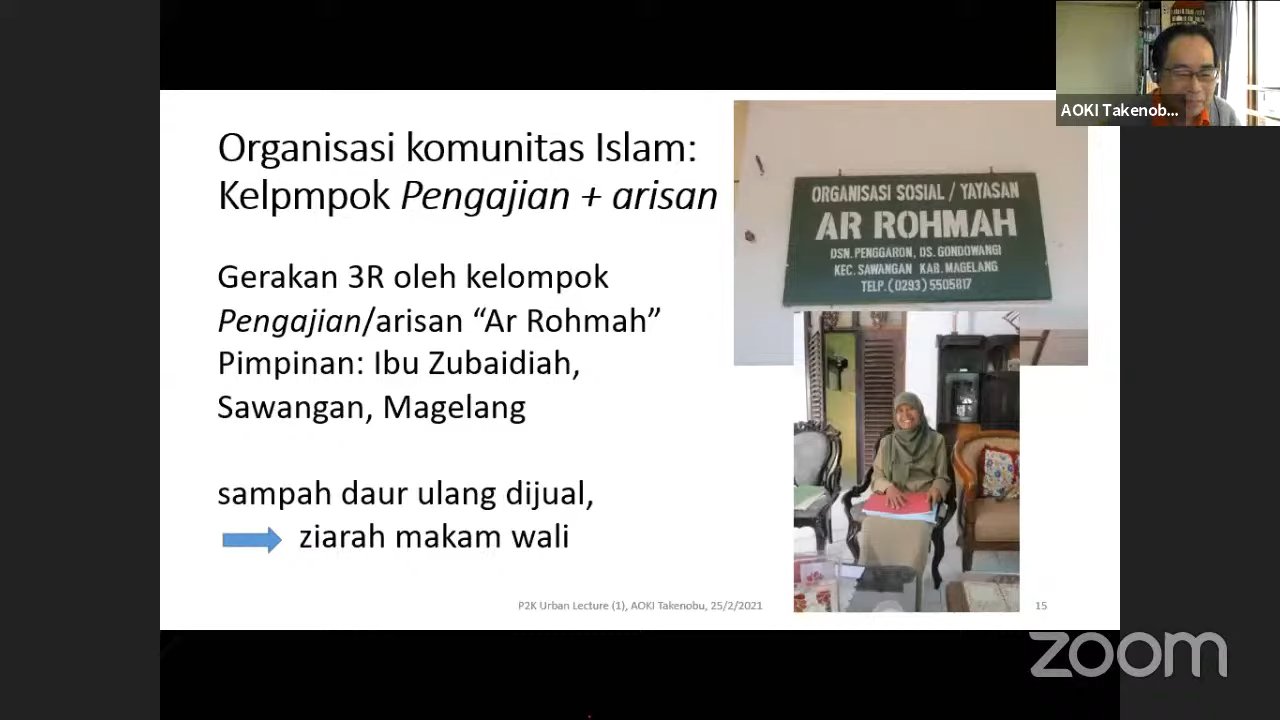 AOKI Takenob...
Organisasi komunitas Islam:
Kelpmpok Pengajian + arisan
Gerakan 3R oleh kelompok
Pengajian/arisan “Ar Rohmah”
Pimpinan: Ibu Zubaidiah,
Sawangan, Magelang
sampah daur ulang dijual,
ziarah makam wali
ORGANISASI SOSIAL / YAYASAN
AR ROHMAH
DSN. PENGGARON, DS. GONDOWANGI
KEC. SAWANGAN KAB. MAGELANG
TELP. (0293) 5505817
P2K Urban Lecture (1), AOKI Takenobu, 25/2/2021
15
zoom